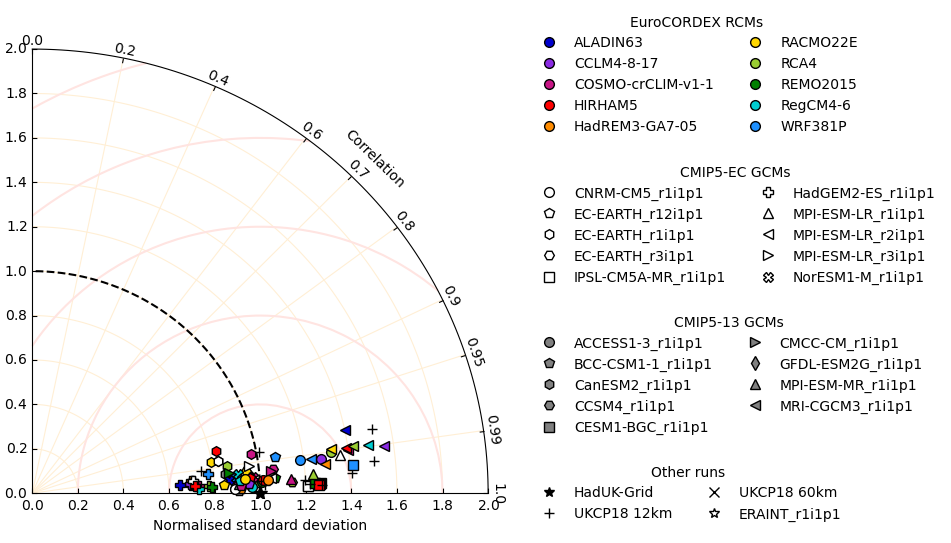 0.0
0.2
0.4
0.6
Correlation
0.7
0.8
0.9
0.95
0.99
1.0
2.0
1.8
1.6
1.4
1.2
1.0
0.8
0.6
0.4
0.2
0.0
0.0 0.2 0.4 0.6 0.8 1.0 1.2 1.4 1.6 1.8 2.0
Normalised standard deviation
EuroCORDEX RCMs
ALADIN63 RACMO22E
CCLM4-8-17 RCA4
COSMO-crCLIM-v1-1 REMO2015
HIRHAM5 RegCM4-6
HadREM3-GA7-05 WRF381P
CMIP5-EC GCMs
CNRM-CM5_r1i1p1 HadGEM2-ES_r1i1p1
EC-EARTH_r12i1p1 MPI-ESM-LR_r1i1p1
EC-EARTH_r1i1p1 MPI-ESM-LR_r2i1p1
EC-EARTH_r3i1p1 MPI-ESM-LR_r3i1p1
IPSL-CM5A-MR_r1i1p1 NorESM1-M_r1i1p1
CMIP5-13 GCMs
ACCESS1-3_r1i1p1 CMCC-CM_r1i1p1
BCC-CSM1-1_r1i1p1 GFDL-ESM2G_r1i1p1
CanESM2_r1i1p1 MPI-ESM-MR_r1i1p1
CCSM4_r1i1p1 MRI-CGCM3_r1i1p1
CESM1-BGC_r1i1p1
Other runs
HadUK-Grid UKCP18 60km
UKCP18 12km ERAINT_r1i1p1